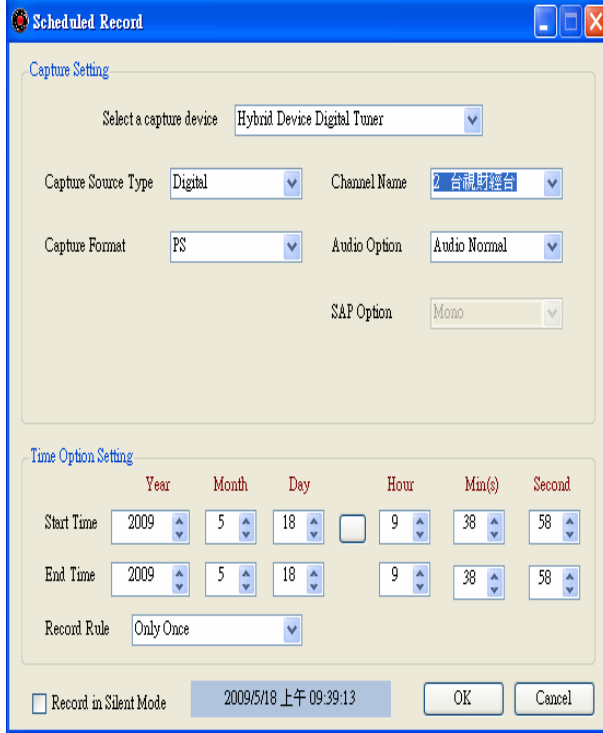 Scheduled Record
Capture Setting
Select a capture device Hybrid Device Digital Tuner
Capture Source Type Digital Channel Name 2 台視財經台
Capture Format PS Audio Option Audio Normal
SAP Option Mono
Time Option Setting
Year Month Day Hour Min(s) Second
Start Time 2009 5 18 9 38 58
End Time 2009 5 18 9 38 58
Record Rule Only Once
Record in Silent Mode 2009/5/18 上午 09:39:13 OK Cancel